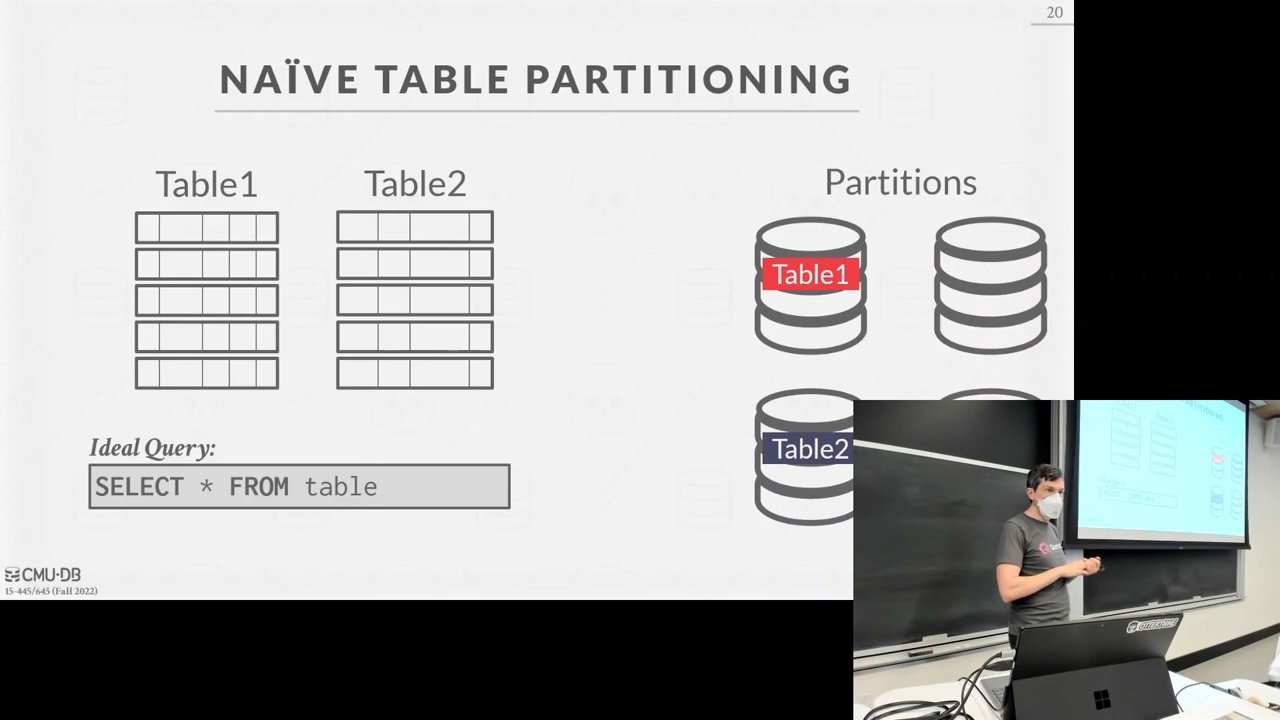 20
NAÏVE TABLE PARTITIONING
Table1
Table2
Partitions
Table1
Table2
Ideal Query:
SELECT * FROM table
CMU·DB
15-445/645 (Fall 2022)